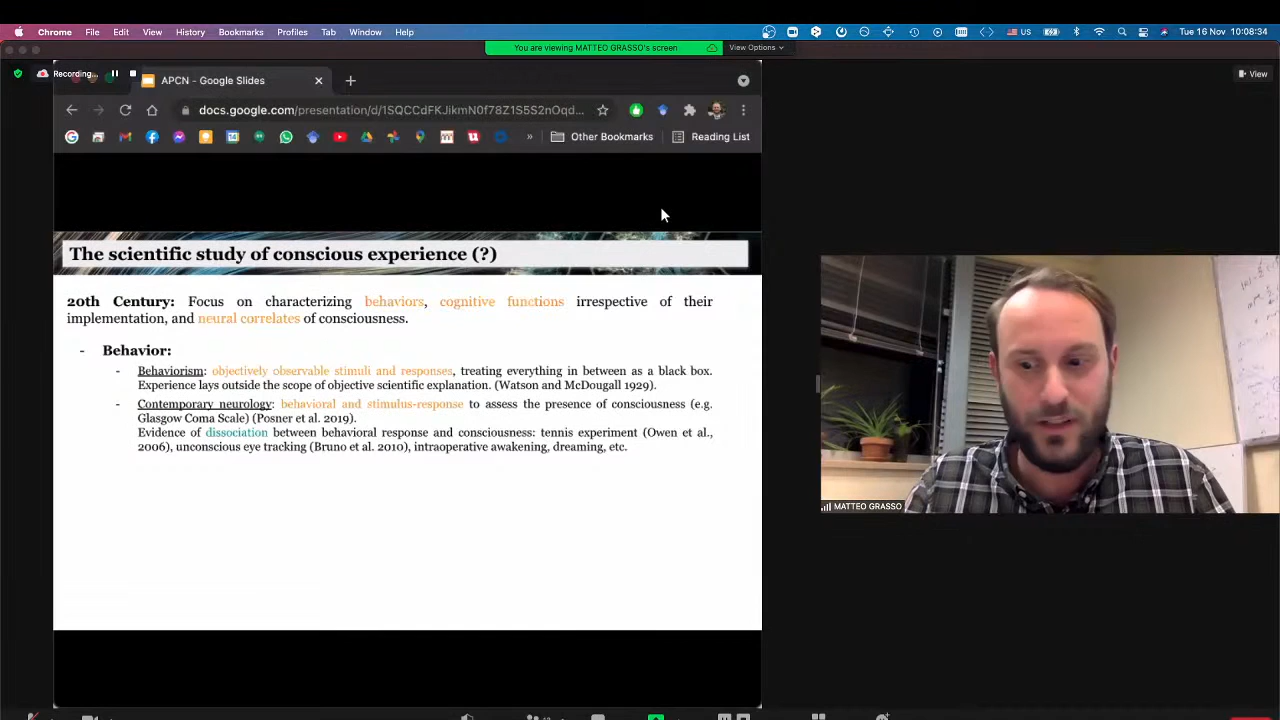 Chrome File Edit View History Bookmarks Profiles Tab Window Help
US
Tue 16 Nov 10:08:34
You are viewing MATTEO GRASSO's screen
View Options
Recording...
View
APCN - Google Slides
docs.google.com/presentation/d/1SQCCdFKJikmN0f78Z1S5S2nOqd...
Other Bookmarks
Reading List
The scientific study of conscious experience (?)
20th Century: Focus on characterizing behaviors, cognitive functions irrespective of their
implementation, and neural correlates of consciousness.
- Behavior:
- Behaviorism: objectively observable stimuli and responses, treating everything in between as a black box.
Experience lays outside the scope of objective scientific explanation. (Watson and McDougall 1929).
- Contemporary neurology: behavioral and stimulus-response to assess the presence of consciousness (e.g.
Glasgow Coma Scale) (Posner et al. 2019).
Evidence of dissociation between behavioral response and consciousness: tennis experiment (Owen et al.,
2006), unconscious eye tracking (Bruno et al. 2010), intraoperative awakening, dreaming, etc.
MATTEO GRASSO